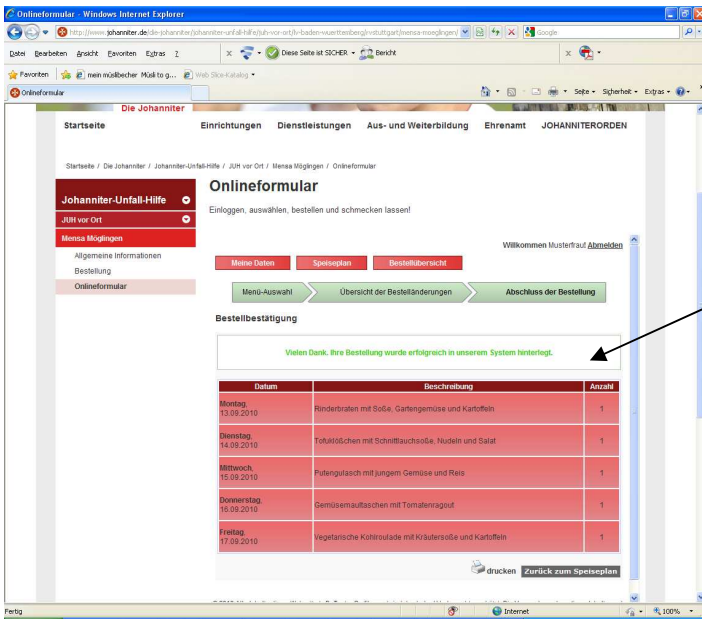 Onlineformular - Windows Internet Explorer
http://www.johanniter.de/die-johanniter/johanniter-unfall-hilfe/juh-vor-ort/lv-baden-wuerttemberg/rvstuttgart/mensa-moeglingen/
Google
Datei Bearbeiten Ansicht Favoriten Extras ?
x Diese Seite ist SICHER Bericht x
Favoriten mein müslibecher Müsli to g... Web Slice-Katalog
Onlineformular
Seite Sicherheit Extras
Die Johanniter
Startseite Einrichtungen Dienstleistungen Aus- und Weiterbildung Ehrenamt JOHANNITERORDEN
Startseite / Die Johanniter / Johanniter-Unfall-Hilfe / JUH vor Ort / Mensa Möglingen / Onlineformular
Johanniter-Unfall-Hilfe
JUH vor Ort
Mensa Möglingen
Allgemeine Informationen
Bestellung
Onlineformular
Onlineformular
Einloggen, auswählen, bestellen und schmecken lassen!
Willkommen Musterfrau! Abmelden
Meine Daten Speiseplan Bestellübersicht
Menü-Auswahl Übersicht der Bestelländerungen Abschluss der Bestellung
Bestellbestätigung
Vielen Dank. Ihre Bestellung wurde erfolgreich in unserem System hinterlegt.
Datum Beschreibung Anzahl
Montag,
13.09.2010 Rinderbraten mit Soße, Gartengemüse und Kartoffeln 1
Dienstag,
14.09.2010 Tofuklößchen mit Schnittlauchsoße, Nudeln und Salat 1
Mittwoch,
15.09.2010 Putengulasch mit jungem Gemüse und Reis 1
Donnerstag,
16.09.2010 Gemüsemaultaschen mit Tomatenragout 1
Freitag,
17.09.2010 Vegetarische Kohlroulade mit Kräutersoße und Kartoffeln 1
drucken Zurück zum Speiseplan
Fertig Internet 100%